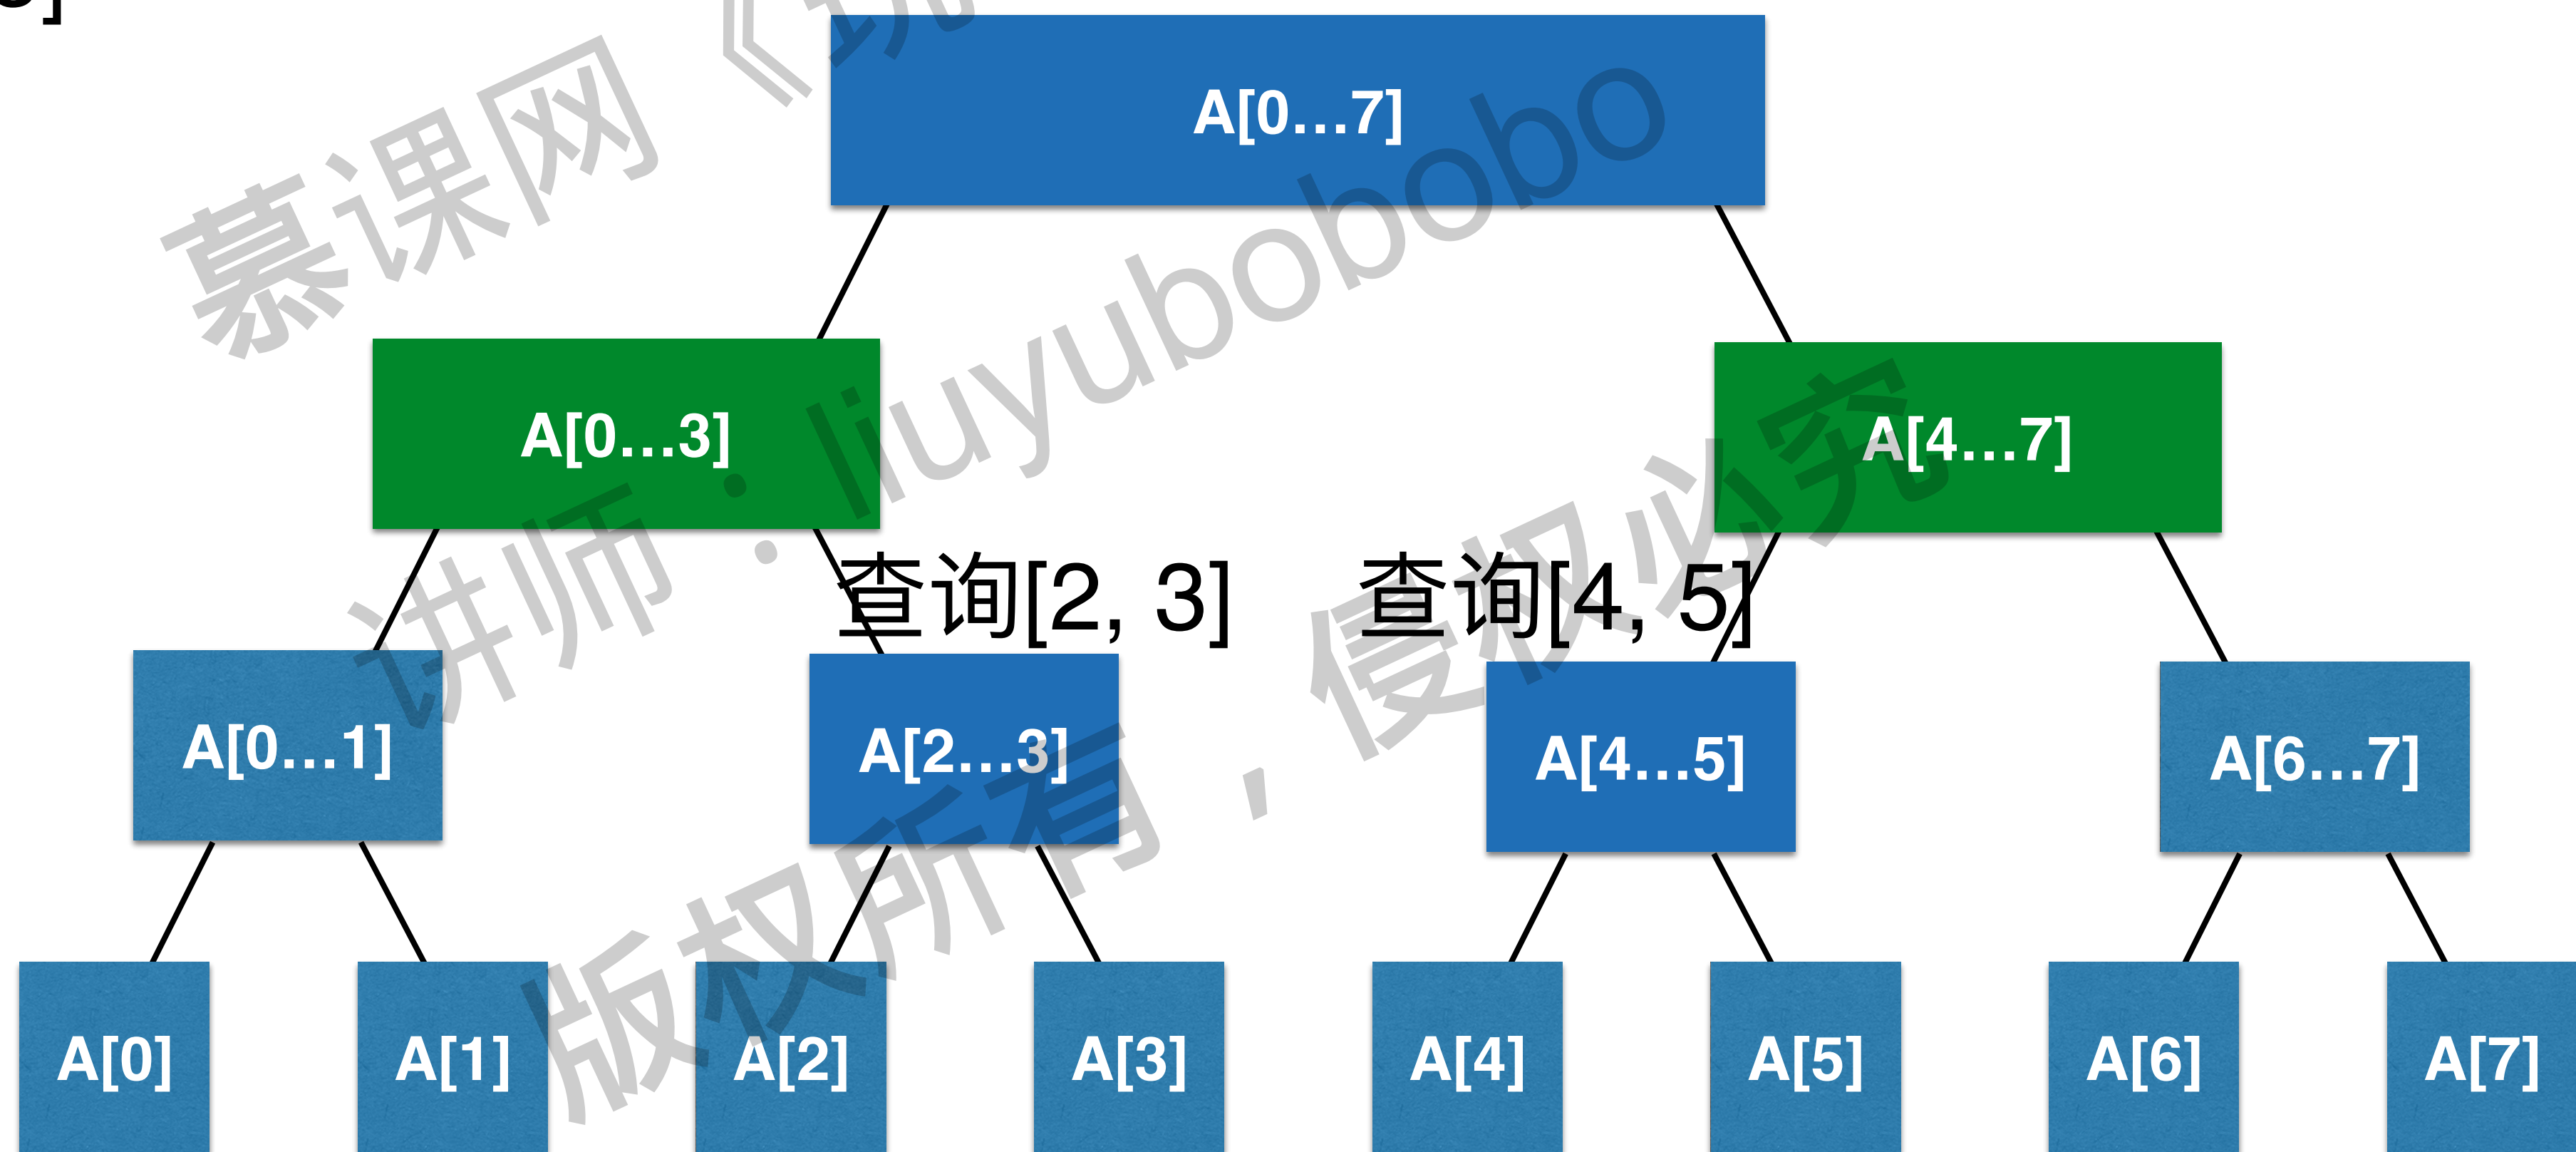 A[0…7]
A[0…3]
A[4…7]
查询[2, 3]
查询[4, 5]
A[0…1]
A[2…3]
A[4…5]
A[6…7]
A[0]
A[1]
A[2]
A[3]
A[4]
A[5]
A[6]
A[7]
慕课网《玩
讲师：liuyubobobo
版权所有，侵权必究